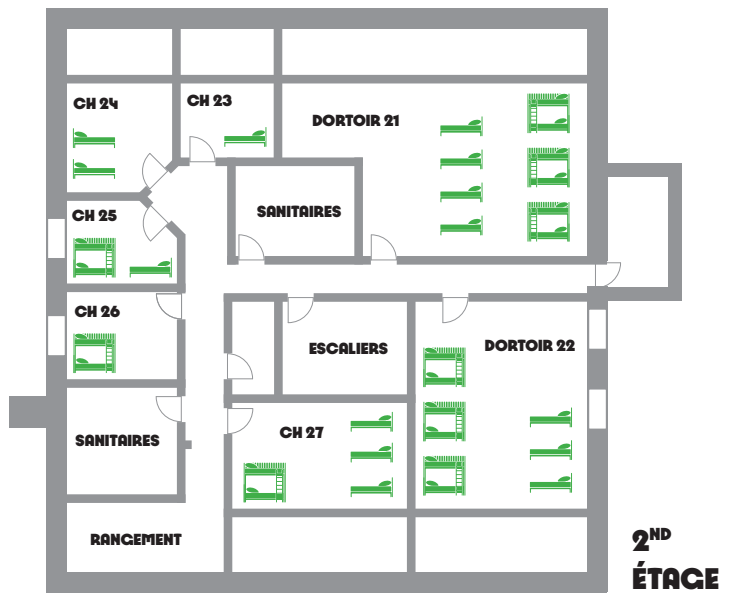 CH 24
CH 23
DORTOIR 21
CH 25
SANITAIRES
CH 26
ESCALIERS
DORTOIR 22
SANITAIRES
CH 27
RANGEMENT
2ND
ÉTAGE